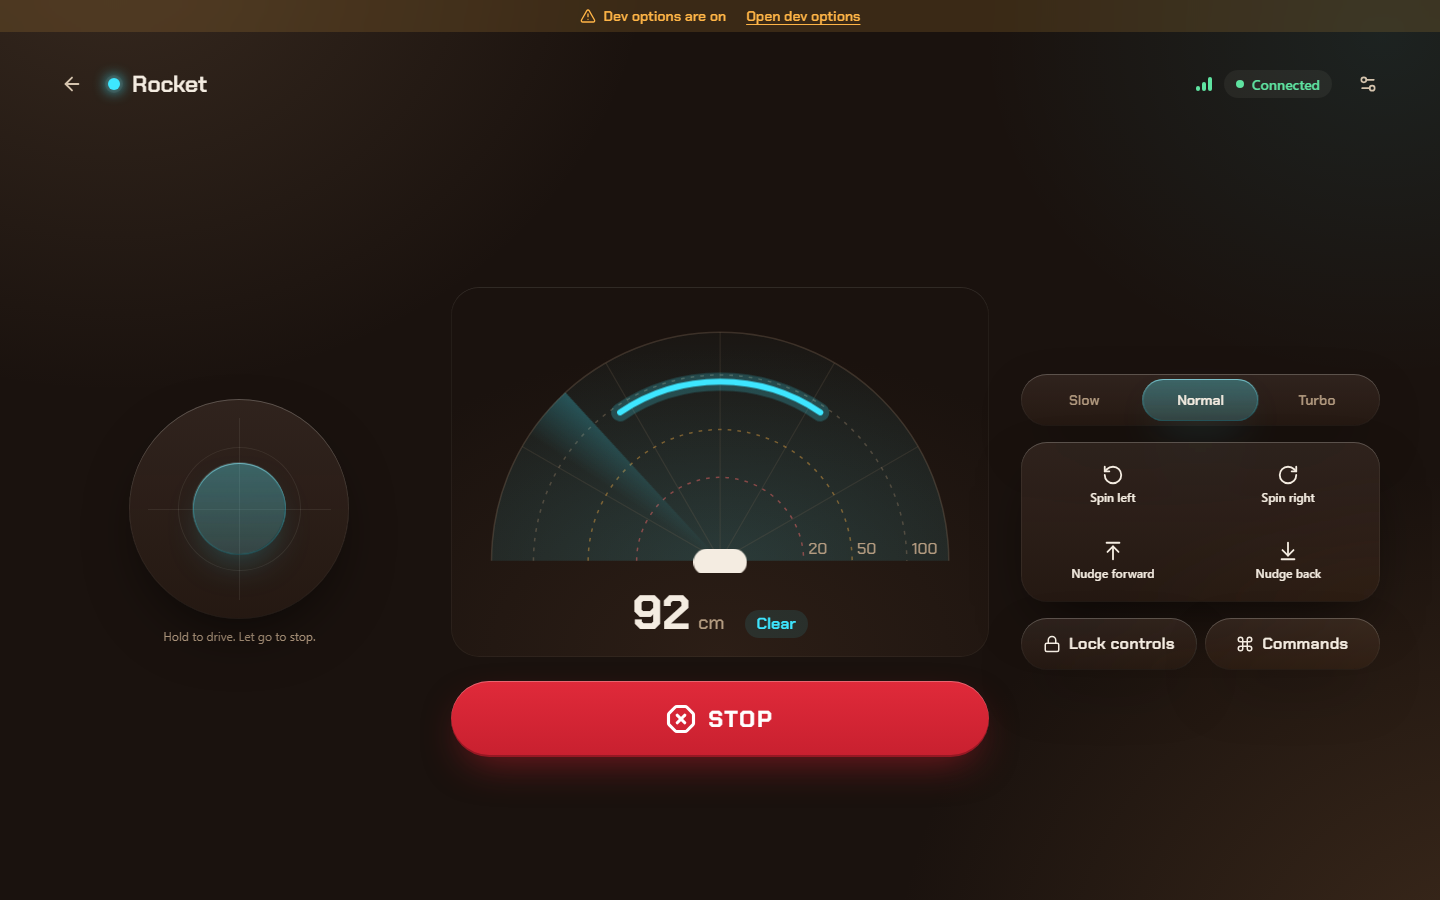 Dev options are on Open dev options
Rocket
Connected
Slow Normal Turbo
Spin left Spin right
Nudge forward Nudge back
20 50 100
92 cm Clear
Hold to drive. Let go to stop.
Lock controls Commands
STOP